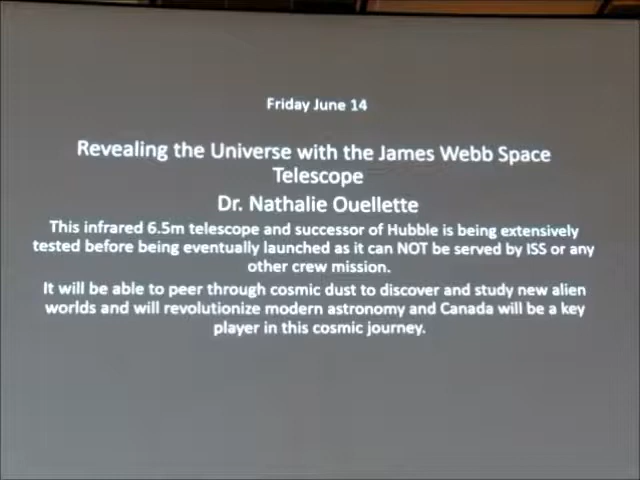 Friday June 14
Revealing the Universe with the James Webb Space
Telescope
Dr. Nathalie Ouellette
This infrared 6.5m telescope and successor of Hubble is being extensively
tested before being eventually launched as it can NOT be served by ISS or any
other crew mission.
It will be able to peer through cosmic dust to discover and study new alien
worlds and will revolutionize modern astronomy and Canada will be a key
player in this cosmic journey.